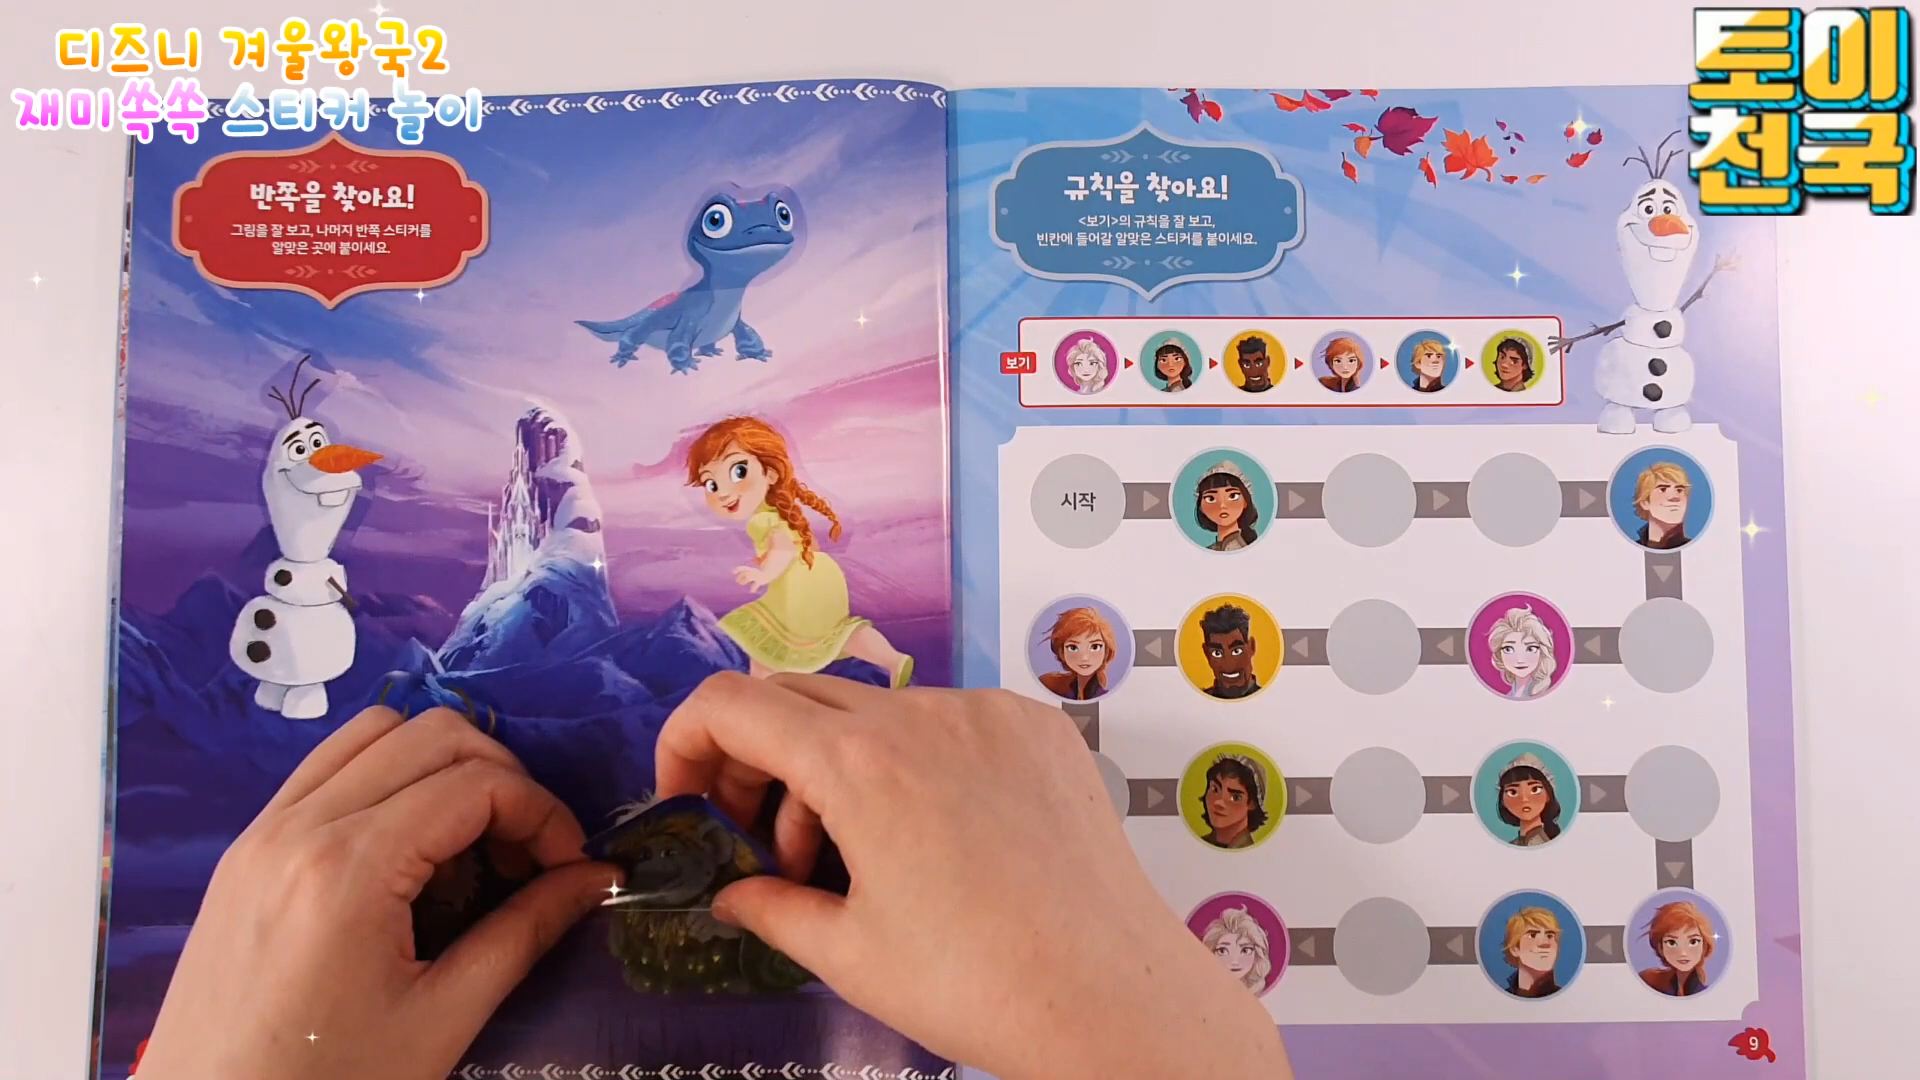 디즈니 겨울왕국2
재미쏙쏙 스티커 놀이
토이
천국
반쪽을 찾아요!
그림을 잘 보고, 나머지 반쪽 스티커를
알맞은 곳에 붙이세요.
규칙을 찾아요!
<보기>의 규칙을 잘 보고,
빈칸에 들어갈 알맞은 스티커를 붙이세요.
보기
시작
9